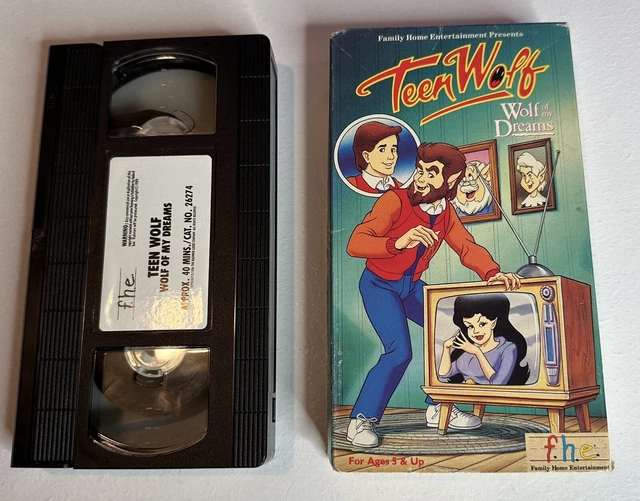 WARNING:
f.h.e.
TEEN WOLF
WOLF OF MY DREAMS
APPROX. 40 MINS./CAT. NO. 26274
Family Home Entertainment Presents
Teen Wolf
Wolf of my
Dreams
For Ages 5 & Up
f.h.e.
Family Home Entertainment